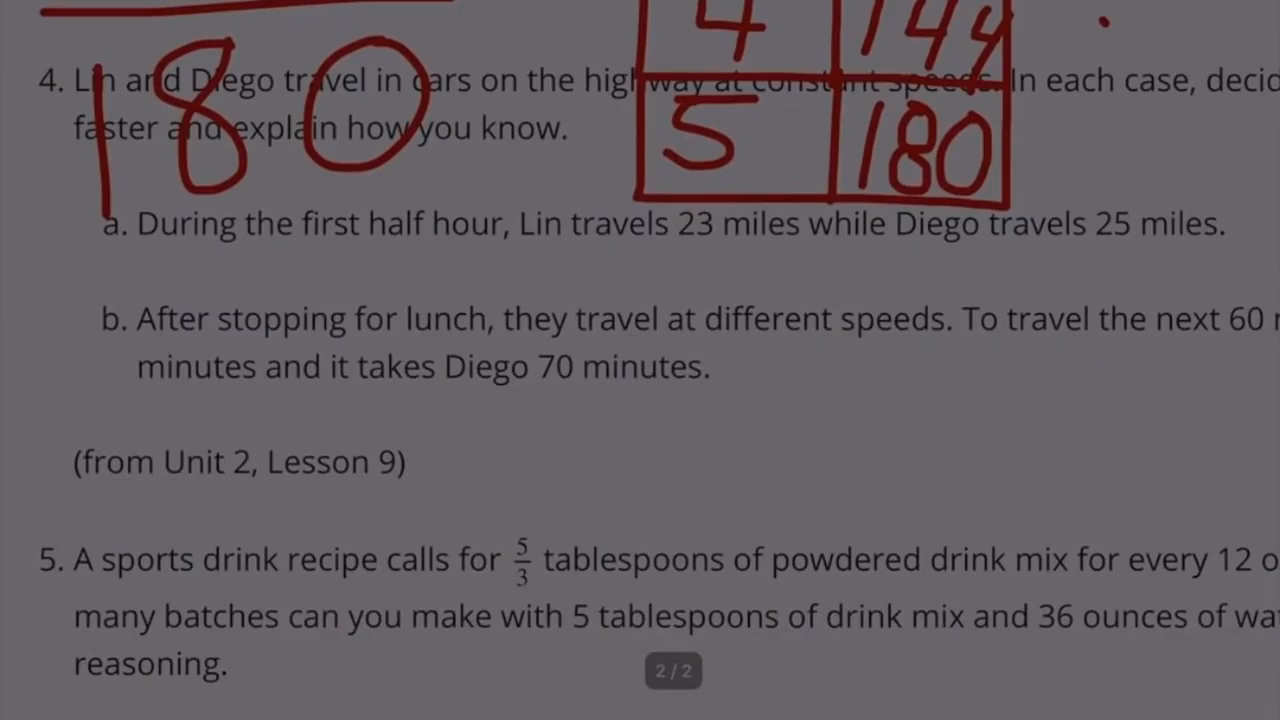 4 144
180
4. Lin and Diego travel in cars on the highway at constant speeds. In each case, decid
faster and explain how you know.
5 180
a. During the first half hour, Lin travels 23 miles while Diego travels 25 miles.
b. After stopping for lunch, they travel at different speeds. To travel the next 60
minutes and it takes Diego 70 minutes.
(from Unit 2, Lesson 9)
5. A sports drink recipe calls for 5/3 tablespoons of powdered drink mix for every 12 o
many batches can you make with 5 tablespoons of drink mix and 36 ounces of wa
reasoning.
2 / 2